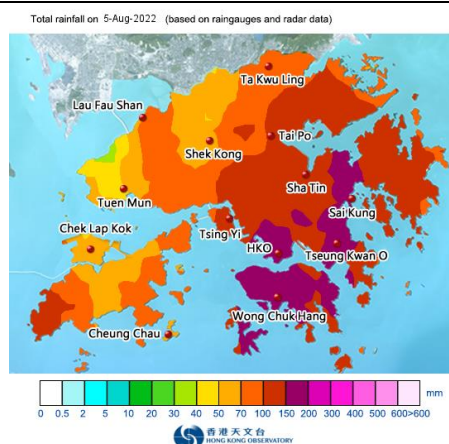 Total rainfall on 5-Aug-2022 (based on raingauges and radar data)
Ta Kwu Ling
Lau Fau Shan
Tai Po
Shek Kong
Sha Tin
Tuen Mun
Sai Kung
Chek Lap Kok
Tsing Yi
HKO
Tseung Kwan O
Wong Chuk Hang
Cheung Chau
mm
0 0.5 2 5 10 20 30 40 50 70 100 150 200 300 400 500 600>600
香港天文台
HONG KONG OBSERVATORY